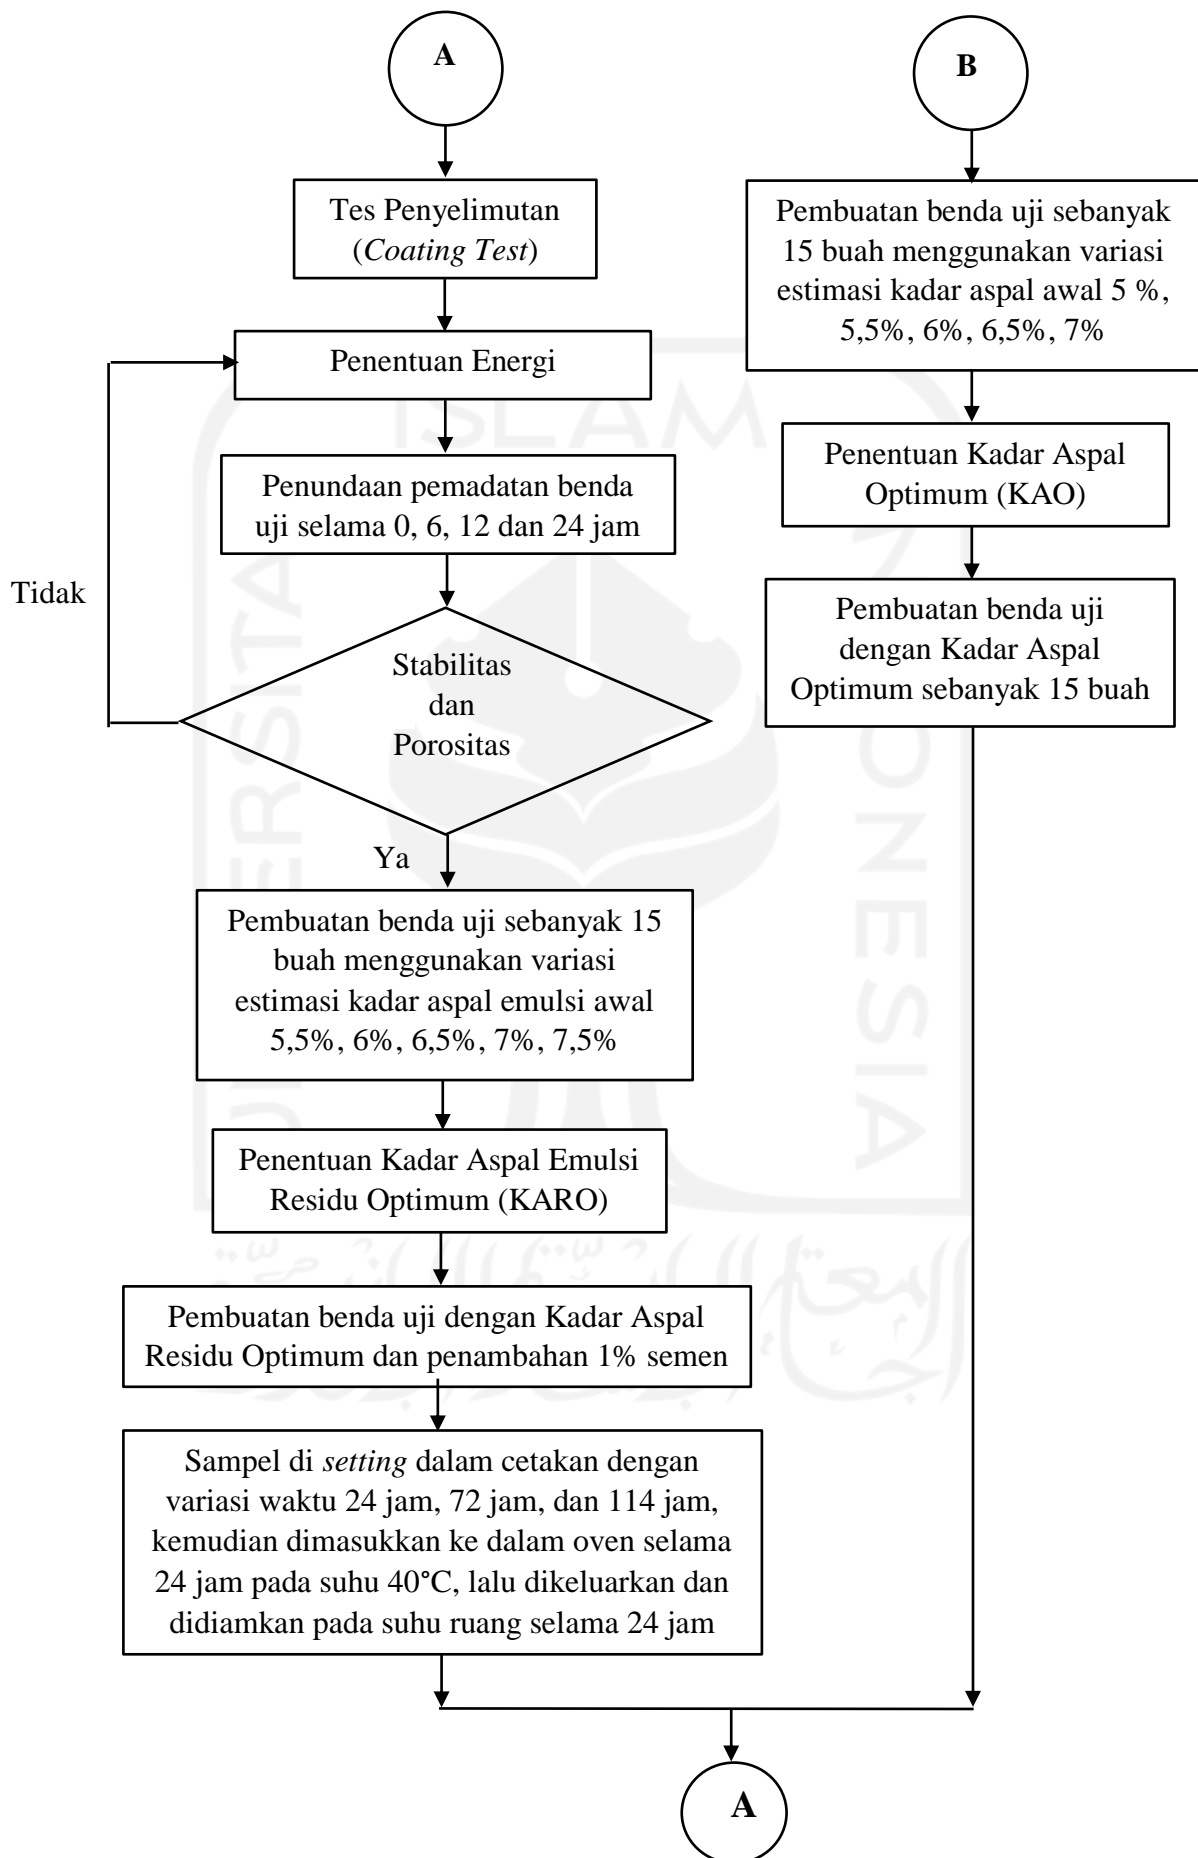 A
Tes Penyelimutan
(Coating Test)
Penentuan Energi
Penundaan pemadatan benda
uji selama 0, 6, 12 dan 24 jam
Tidak
Stabilitas
dan
Porositas
Ya
Pembuatan benda uji sebanyak 15
buah menggunakan variasi
estimasi kadar aspal emulsi awal
5,5%, 6%, 6,5%, 7%, 7,5%
Penentuan Kadar Aspal Emulsi
Residu Optimum (KARO)
Pembuatan benda uji dengan Kadar Aspal
Residu Optimum dan penambahan 1% semen
Sampel di setting dalam cetakan dengan
variasi waktu 24 jam, 72 jam, dan 114 jam,
kemudian dimasukkan ke dalam oven selama
24 jam pada suhu 40°C, lalu dikeluarkan dan
didiamkan pada suhu ruang selama 24 jam
B
Pembuatan benda uji sebanyak
15 buah menggunakan variasi
estimasi kadar aspal awal 5 %,
5,5%, 6%, 6,5%, 7%
Penentuan Kadar Aspal
Optimum (KAO)
Pembuatan benda uji
dengan Kadar Aspal
Optimum sebanyak 15 buah
A
ISLAM